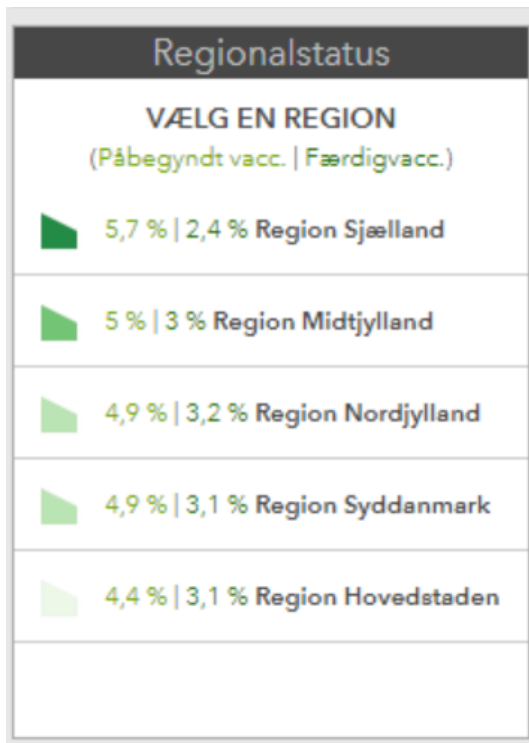 Regionalstatus
VÆLG EN REGION
(Påbegyndt vacc. | Færdigvacc.)
5,7 % | 2,4 % Region Sjælland
5 % | 3 % Region Midtjylland
4,9 % | 3,2 % Region Nordjylland
4,9 % | 3,1 % Region Syddanmark
4,4 % | 3,1 % Region Hovedstaden